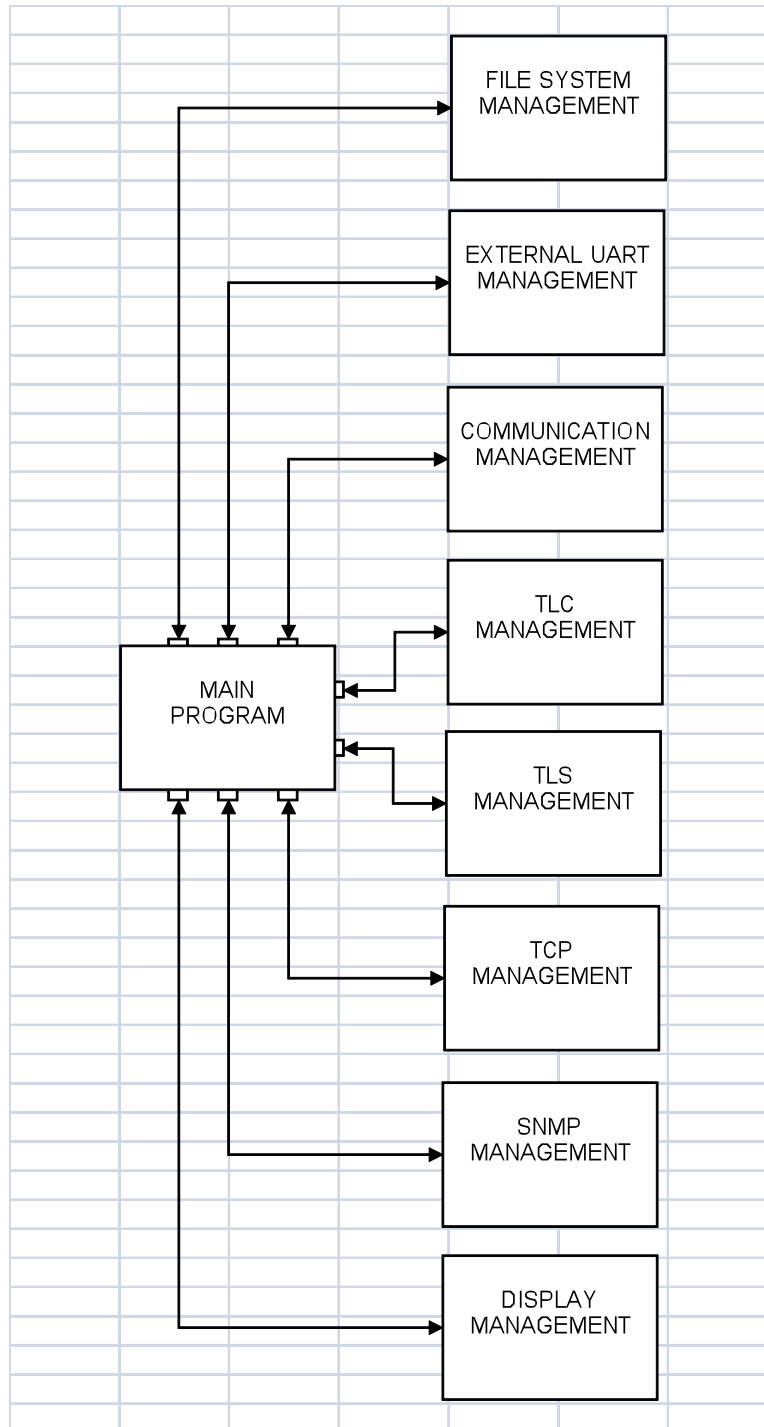 FILE SYSTEM
MANAGEMENT
EXTERNAL UART
MANAGEMENT
COMMUNICATION
MANAGEMENT
TLC
MANAGEMENT
MAIN
PROGRAM
TLS
MANAGEMENT
TCP
MANAGEMENT
SNMP
MANAGEMENT
DISPLAY
MANAGEMENT